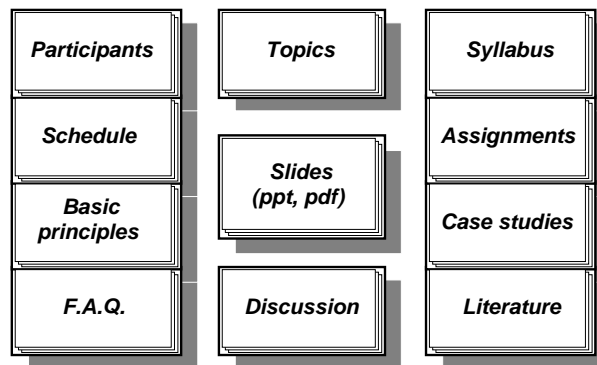 Participants
Topics
Syllabus
Schedule
Assignments
Slides
(ppt, pdf)
Basic
principles
Case studies
F.A.Q.
Discussion
Literature